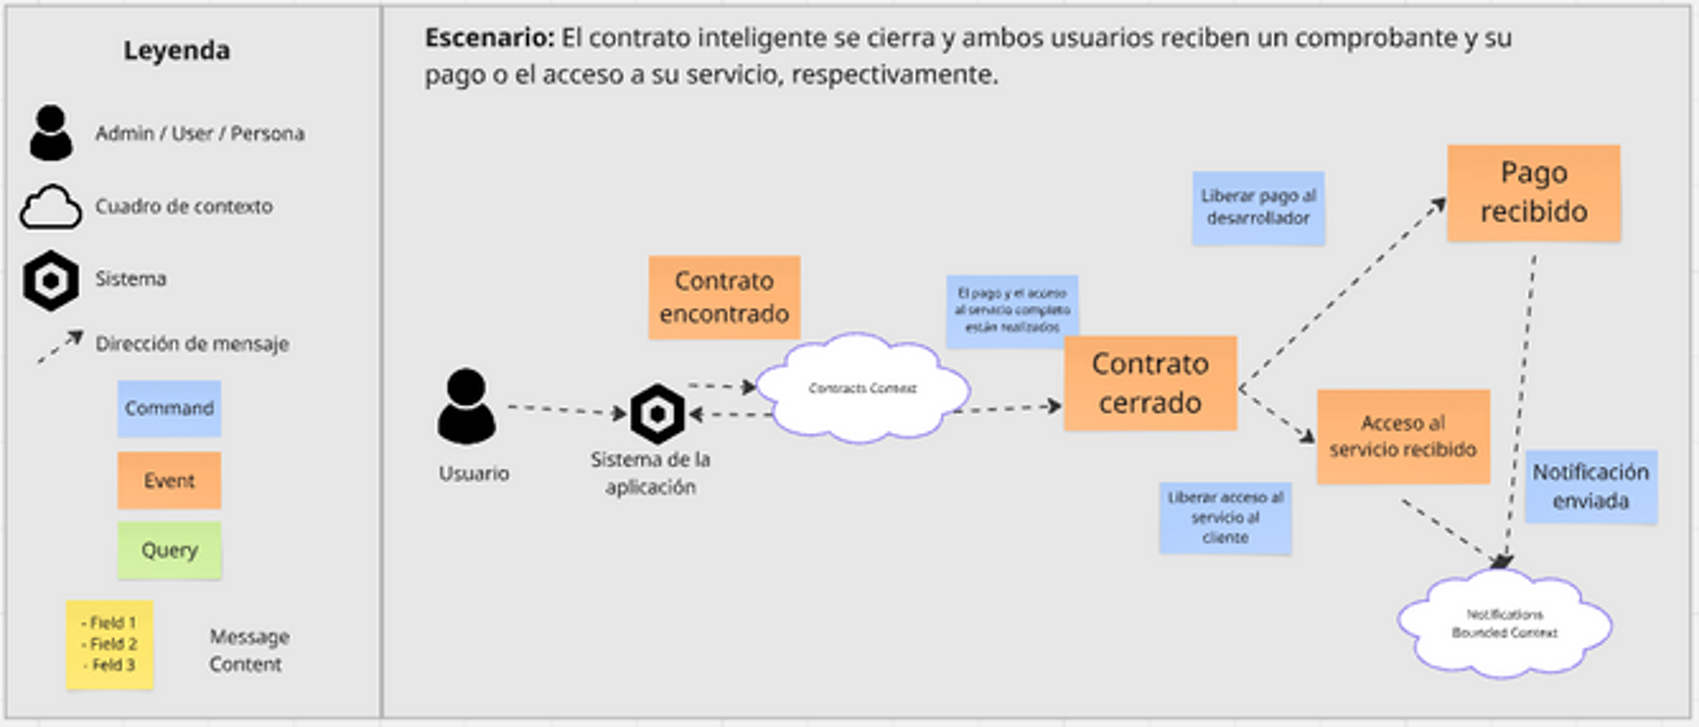 Leyenda
Admin / User / Persona
Cuadro de contexto
Sistema
Dirección de mensaje
Command
Event
Query
- Field 1
- Field 2
- Feld 3
Message
Content
Escenario: El contrato inteligente se cierra y ambos usuarios reciben un comprobante y su
pago o el acceso a su servicio, respectivamente.
Usuario
Sistema de la
aplicación
Contrato
encontrado
Contracts Context
El pago y el acceso
al servicio completo
están realizados
Contrato
cerrado
Liberar pago al
desarrollador
Pago
recibido
Acceso al
servicio recibido
Liberar acceso al
servicio al
cliente
Notificación
enviada
Notifications
Bounded Context